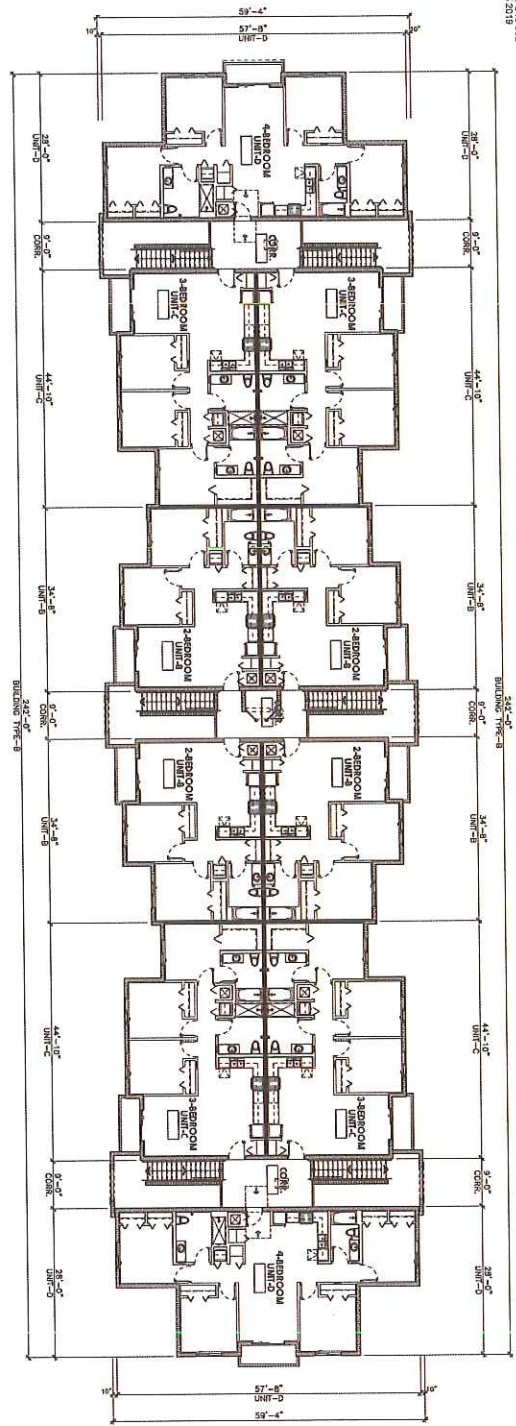 2019
59'-4"
57'-8"
UNIT-D
10"
10"
242'-0"
BUILDING TYPE-B
28'-0"
UNIT-D
9'-0"
CORR.
44'-10"
UNIT-C
34'-8"
UNIT-B
9'-0"
CORR.
34'-8"
UNIT-B
44'-10"
UNIT-C
9'-0"
CORR.
28'-0"
UNIT-D
4-BEDROOM
UNIT-D
CORR.
3-BEDROOM
UNIT-C
3-BEDROOM
UNIT-C
2-BEDROOM
UNIT-B
2-BEDROOM
UNIT-B
CORR.
2-BEDROOM
UNIT-B
2-BEDROOM
UNIT-B
3-BEDROOM
UNIT-C
3-BEDROOM
UNIT-C
CORR.
4-BEDROOM
UNIT-D
28'-0"
UNIT-D
9'-0"
CORR.
44'-10"
UNIT-C
34'-8"
UNIT-B
9'-0"
CORR.
34'-8"
UNIT-B
44'-10"
UNIT-C
9'-0"
CORR.
28'-0"
UNIT-D
242'-0"
BUILDING TYPE-B
10"
57'-8"
UNIT-D
10"
59'-4"